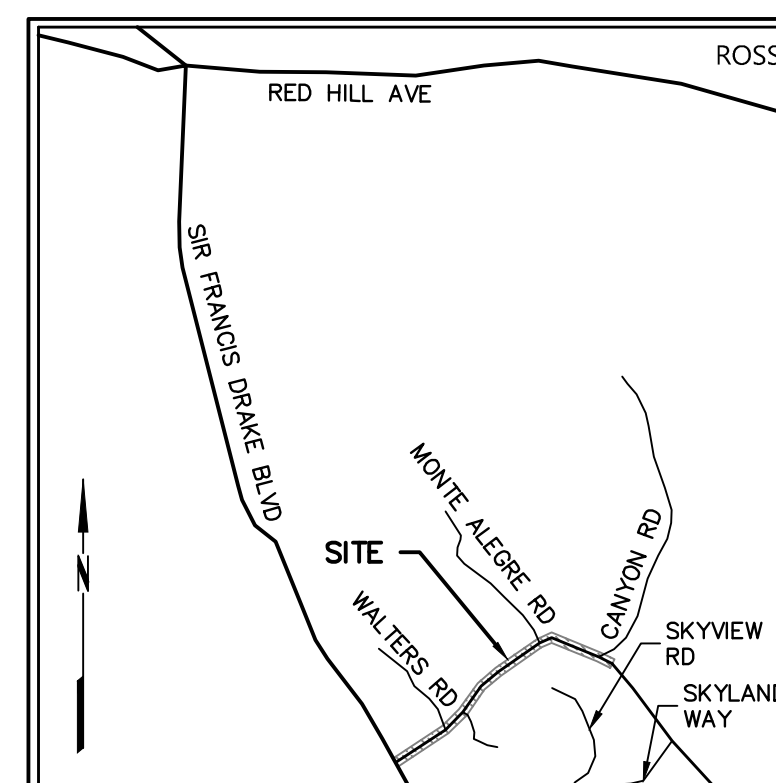 ROSS
RED HILL AVE
SIR FRANCIS DRAKE BLVD
MONTE ALEGRE RD
CANYON RD
SITE
N
WALTERS RD
SKYVIEW
RD
SKYLAND
WAY